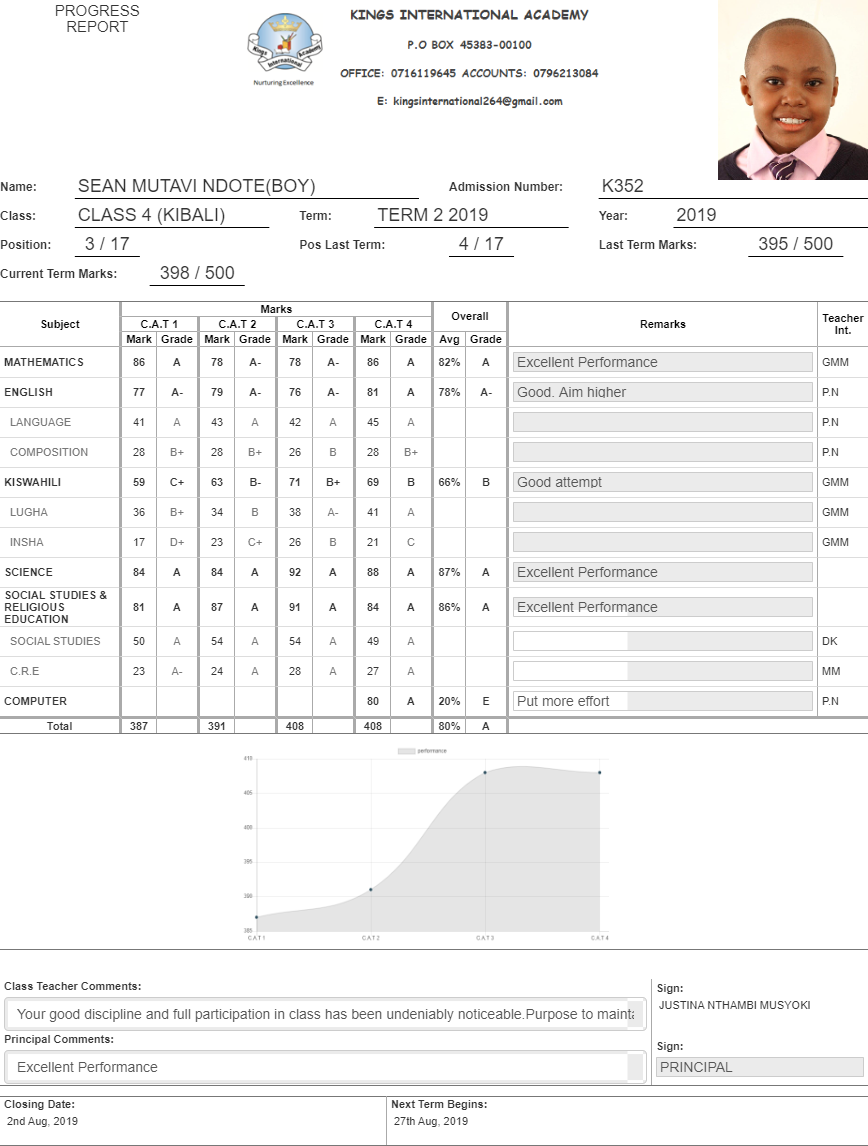 PROGRESS
REPORT
KINGS INTERNATIONAL ACADEMY
P.O BOX 45383-00100
OFFICE: 0716119645 ACCOUNTS: 0796213084
E: kingsinternational264@gmail.com
Kings International Academy
Nurturing Excellence
Name: SEAN MUTAVI NDOTE(BOY) Admission Number: K352
Class: CLASS 4 (KIBALI) Term: TERM 2 2019 Year: 2019
Position: 3 / 17 Pos Last Term: 4 / 17 Last Term Marks: 395 / 500
Current Term Marks: 398 / 500
Subject Marks Overall Remarks Teacher Int.
C.A.T 1 C.A.T 2 C.A.T 3 C.A.T 4
Mark Grade Mark Grade Mark Grade Mark Grade Avg Grade
MATHEMATICS 86 A 78 A- 78 A- 86 A 82% A Excellent Performance GMM
ENGLISH 77 A- 79 A- 76 A- 81 A 78% A- Good. Aim higher P.N
LANGUAGE 41 A 43 A 42 A 45 A P.N
COMPOSITION 28 B+ 28 B+ 26 B 28 B+ P.N
KISWAHILI 59 C+ 63 B- 71 B+ 69 B 66% B Good attempt GMM
LUGHA 36 B+ 34 B 38 A- 41 A GMM
INSHA 17 D+ 23 C+ 26 B 21 C GMM
SCIENCE 84 A 84 A 92 A 88 A 87% A Excellent Performance
SOCIAL STUDIES &
RELIGIOUS
EDUCATION 81 A 87 A 91 A 84 A 86% A Excellent Performance
SOCIAL STUDIES 50 A 54 A 54 A 49 A DK
C.R.E 23 A- 24 A 28 A 27 A MM
COMPUTER 80 A 20% E Put more effort P.N
Total 387 391 408 408 80% A
performance
410
405
400
395
390
385
C.A.T 1 C.A.T 2 C.A.T 3 C.A.T 4
Class Teacher Comments:
Your good discipline and full participation in class has been undeniably noticeable.Purpose to mainta
Sign:
JUSTINA NTHAMBI MUSYOKI
Principal Comments:
Excellent Performance
Sign:
PRINCIPAL
Closing Date: Next Term Begins:
2nd Aug, 2019 27th Aug, 2019